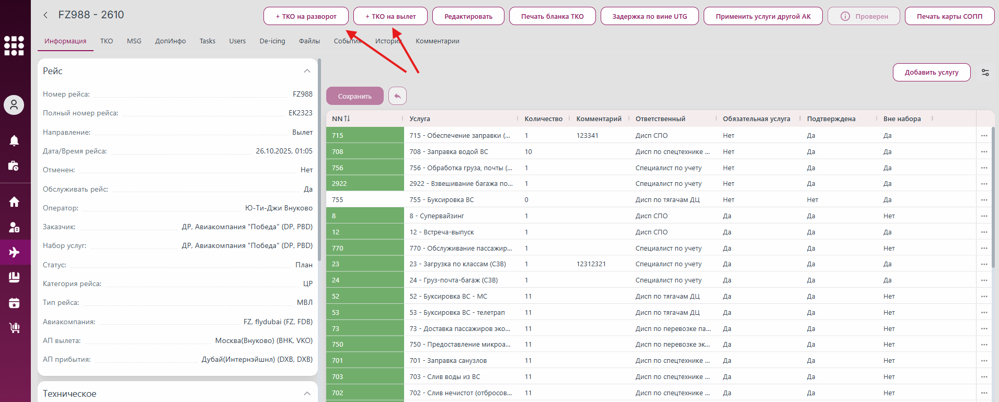 FZ988 - 2610
+ ТКО на разворот
+ ТКО на вылет
Редактировать
Печать бланка ТКО
Задержка по вине UTG
Применить услуги другой АК
Проверен
Печать карты СОПП
Информация ТКО MSG ДопИнфо Tasks Users De-icing Файлы События История Комментарии
Рейс
Номер рейса: FZ988
Полный номер рейса: EK2323
Направление: Вылет
Дата/Время рейса: 26.10.2025, 01:05
Отменен: Нет
Обслуживать рейс: Да
Оператор: Ю-Ти-Джи Внуково
Заказчик: ДР, Авиакомпания "Победа" (DP, PBD)
Набор услуг: ДР, Авиакомпания "Победа" (DP, PBD)
Статус: План
Категория рейса: ЦР
Тип рейса: МВЛ
Авиакомпания: FZ, flydubai (FZ, FDB)
АП вылета: Москва(Внуково) (ВНК, VKO)
АП прибытия: Дубай(Интернэйшнл) (DXB, DXB)
Техническое
Добавить услугу
Сохранить
NN Услуга Количество Комментарий Ответственный Обязательная услуга Подтверждена Вне набора
715 715 - Обеспечение заправки (... 1 123341 Дисп СПО Нет Да Да
708 708 - Заправка водой ВС 10 Дисп по спецтехнике ... Нет Да Да
756 756 - Обработка груза, почты (... 1 Специалист по учету Нет Да Да
2922 2922 - Взвешивание багажа по... 1 Специалист по учету Нет Да Да
755 755 - Буксировка ВС 0 Дисп по тягачам ДЦ Нет Нет Да
8 8 - Супервайзинг 1 Дисп СПО Да Да Нет
12 12 - Встреча-выпуск 1 Дисп СПО Да Да Да
770 770 - Обслуживание пассажир... 1 Специалист по учету Да Да Нет
23 23 - Загрузка по классам (СЗВ) 1 12312321 Специалист по учету Да Да Да
24 24 - Груз-почта-багаж (СЗВ) 1 Специалист по учету Да Да Да
52 52 - Буксировка ВС - МС 11 Дисп по тягачам ДЦ Да Да Нет
53 53 - Буксировка ВС - телетрап 11 Дисп по тягачам ДЦ Да Да Нет
73 73 - Доставка пассажиров эко... 11 Дисп по перевозке па... Да Да Нет
750 750 - Предоставление микроа... 11 Дисп по перевозке эк... Да Да Нет
701 701 - Заправка санузлов 11 Дисп по спецтехнике ... Да Да Нет
703 703 - Слив воды из ВС 11 Дисп по спецтехнике ... Да Да Нет
702 702 - Слив нечистот (отбросов... 11 Дисп по спецтехнике ... Да Да Нет